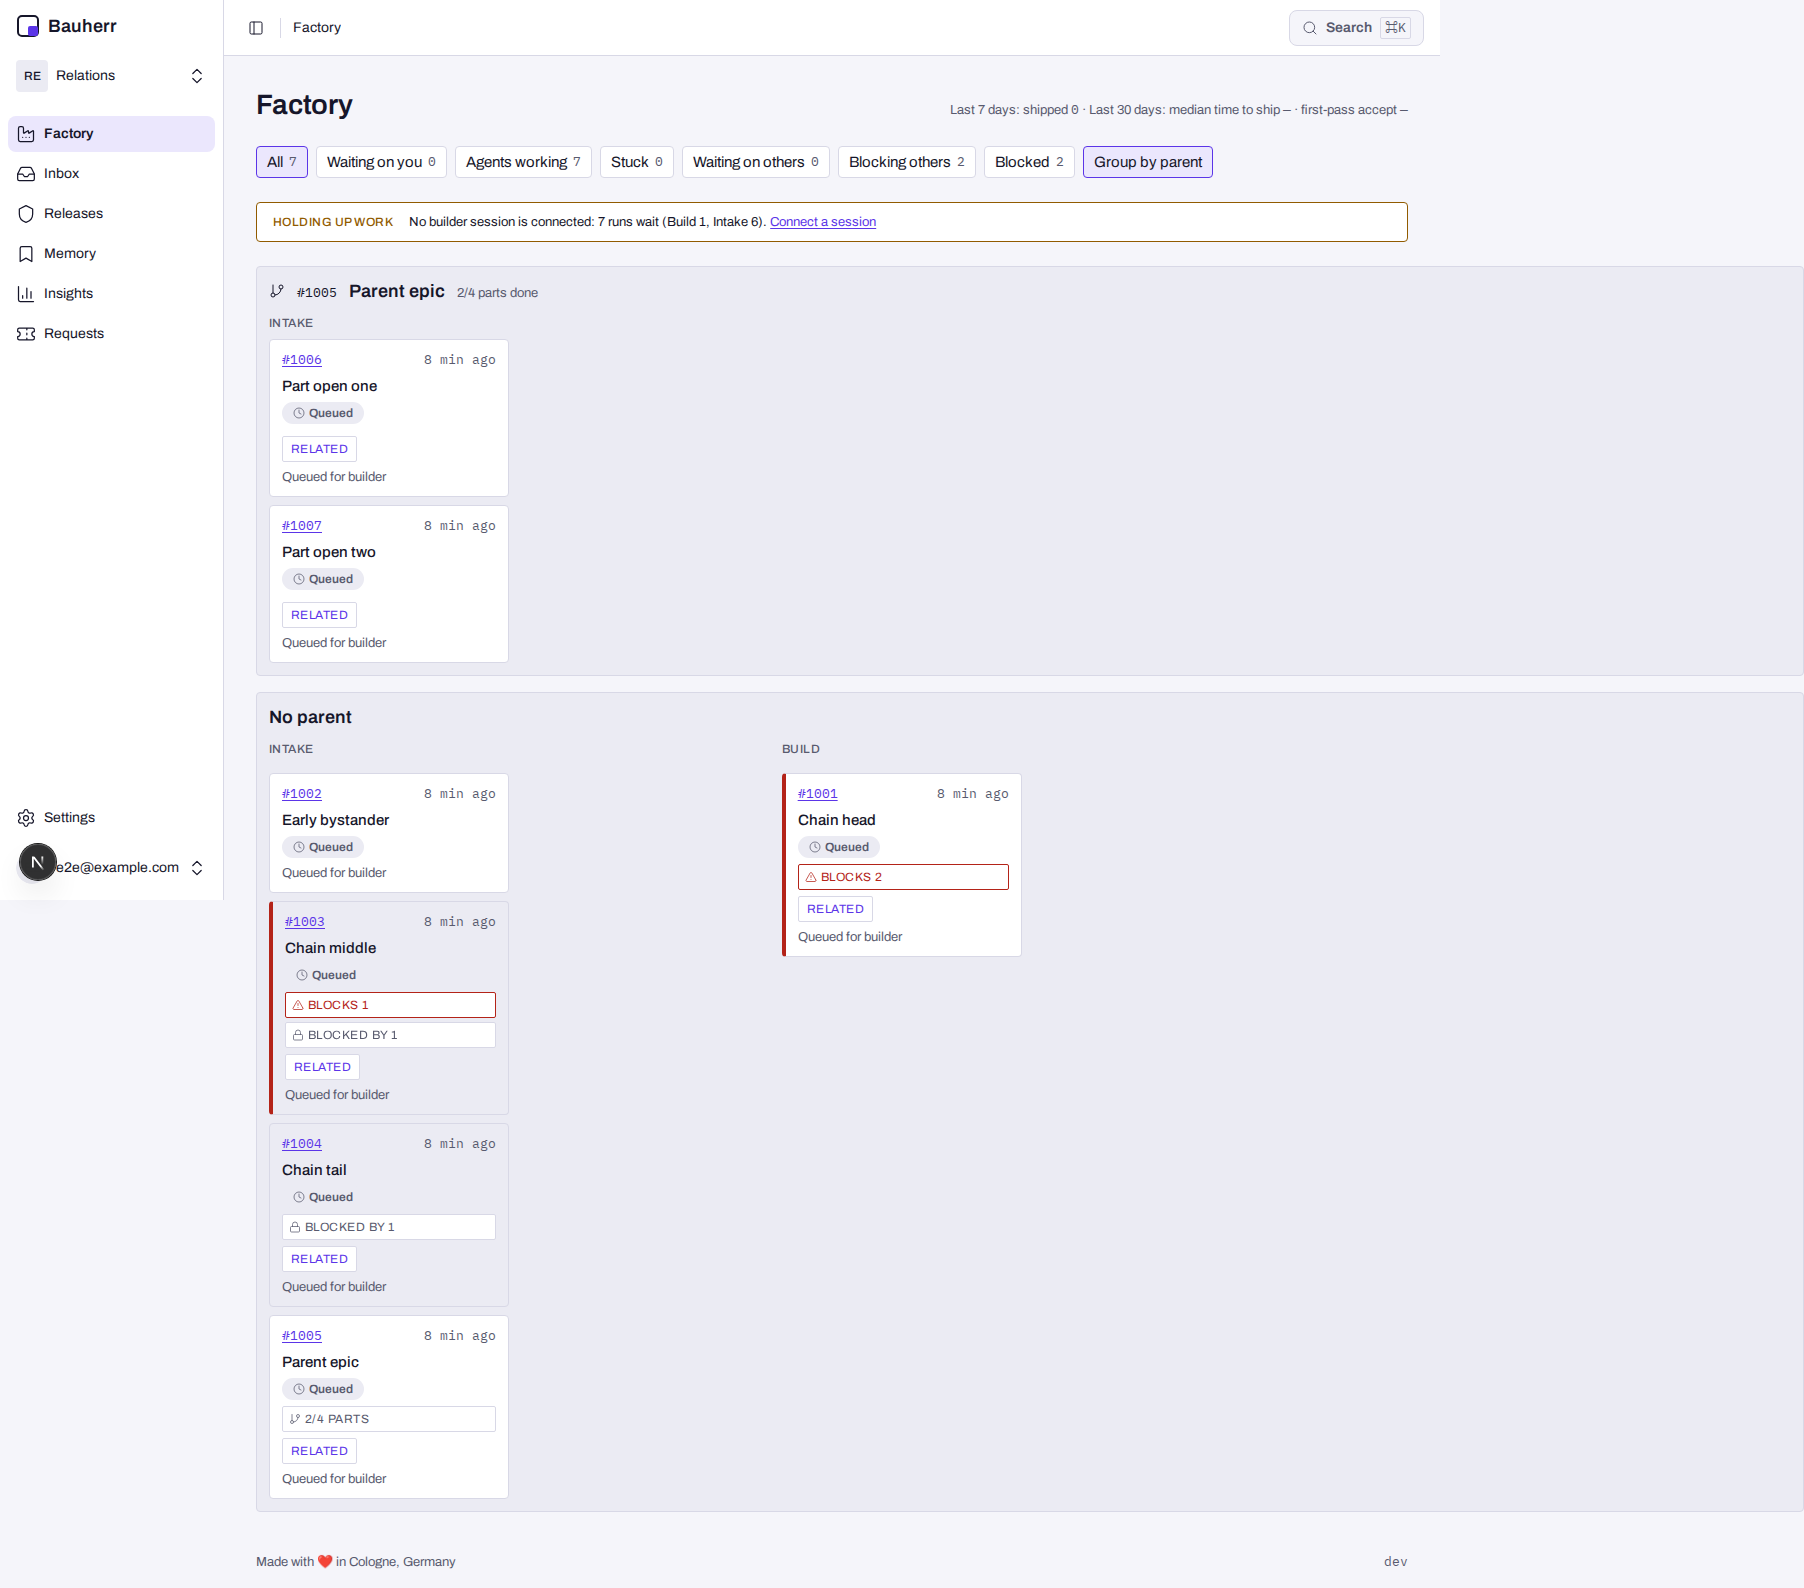 Bauherr
RE Relations
Factory
Inbox
Releases
Memory
Insights
Requests
Settings
N e2e@example.com
Factory
Search ⌘K
Factory
Last 7 days: shipped 0 · Last 30 days: median time to ship – · first-pass accept –
All 7 Waiting on you 0 Agents working 7 Stuck 0 Waiting on others 0 Blocking others 2 Blocked 2 Group by parent
HOLDING UP WORK No builder session is connected: 7 runs wait (Build 1, Intake 6). Connect a session
#1005 Parent epic 2/4 parts done
INTAKE
#1006 8 min ago
Part open one
Queued
RELATED
Queued for builder
#1007 8 min ago
Part open two
Queued
RELATED
Queued for builder
No parent
INTAKE
#1002 8 min ago
Early bystander
Queued
Queued for builder
#1003 8 min ago
Chain middle
Queued
BLOCKS 1
BLOCKED BY 1
RELATED
Queued for builder
#1004 8 min ago
Chain tail
Queued
BLOCKED BY 1
RELATED
Queued for builder
#1005 8 min ago
Parent epic
Queued
2/4 PARTS
RELATED
Queued for builder
BUILD
#1001 8 min ago
Chain head
Queued
BLOCKS 2
RELATED
Queued for builder
Made with ❤️ in Cologne, Germany
dev